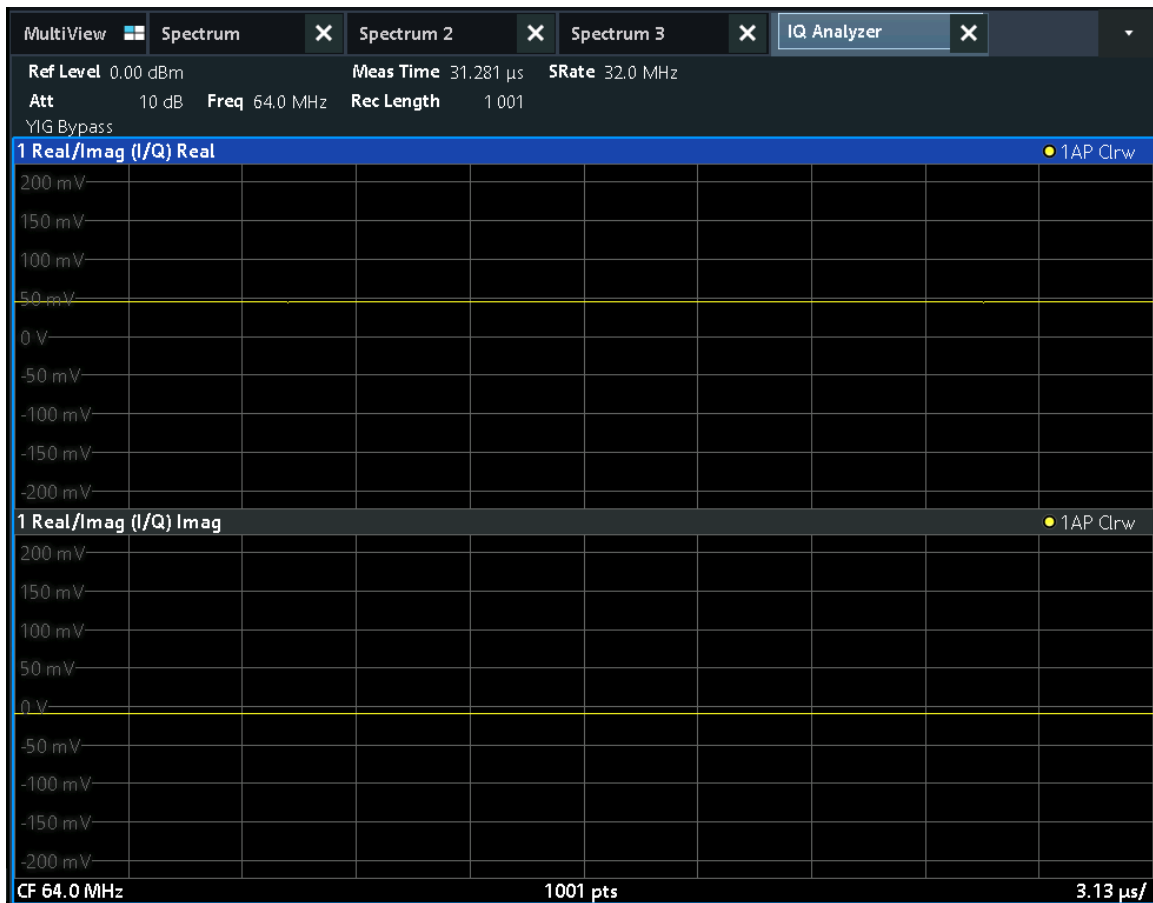 MultiView Spectrum Spectrum 2 Spectrum 3 IQ Analyzer
Ref Level 0.00 dBm Meas Time 31.281 µs SRate 32.0 MHz
Att 10 dB Freq 64.0 MHz Rec Length 1001
YIG Bypass
1 Real/Imag (I/Q) Real 1AP Clrw
200 mV
150 mV
100 mV
50 mV
0 V
-50 mV
-100 mV
-150 mV
-200 mV
1 Real/Imag (I/Q) Imag 1AP Clrw
200 mV
150 mV
100 mV
50 mV
0 V
-50 mV
-100 mV
-150 mV
-200 mV
CF 64.0 MHz 1001 pts 3.13 µs/